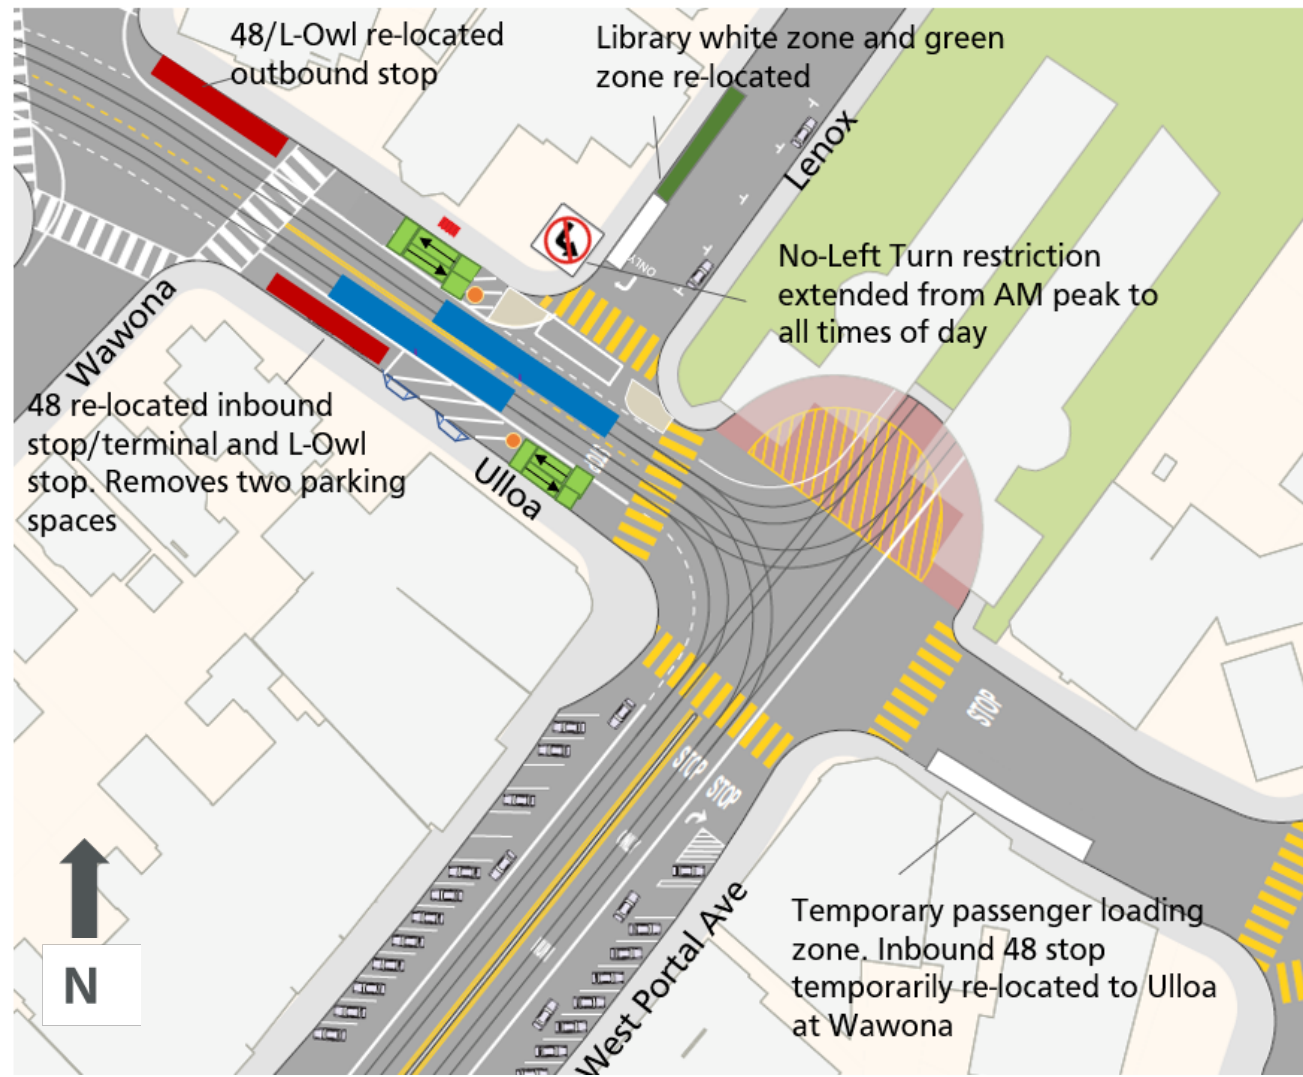 48/L-Owl re-located
outbound stop
Library white zone and green
zone re-located
Lenox
ONLY
No-Left Turn restriction
extended from AM peak to
all times of day
Wawona
48 re-located inbound
stop/terminal and L-Owl
stop. Removes two parking
spaces
Ulloa
STOP
STOP
STOP
STOP
West Portal Ave
Temporary passenger loading
zone. Inbound 48 stop
temporarily re-located to Ulloa
at Wawona
N